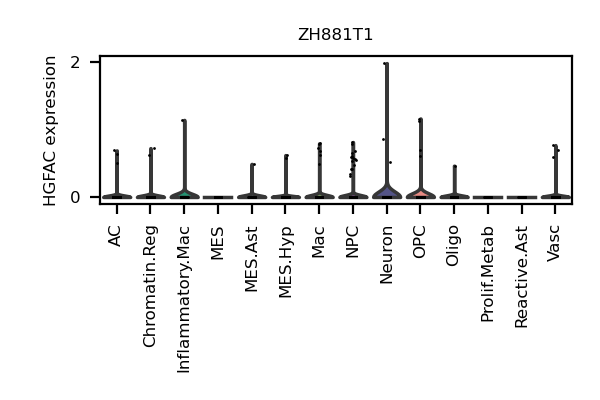 ZH881T1
HGFAC expression
2
0
AC
Chromatin.Reg
Inflammatory.Mac
MES
MES.Ast
MES.Hyp
Mac
NPC
Neuron
OPC
Oligo
Prolif.Metab
Reactive.Ast
Vasc